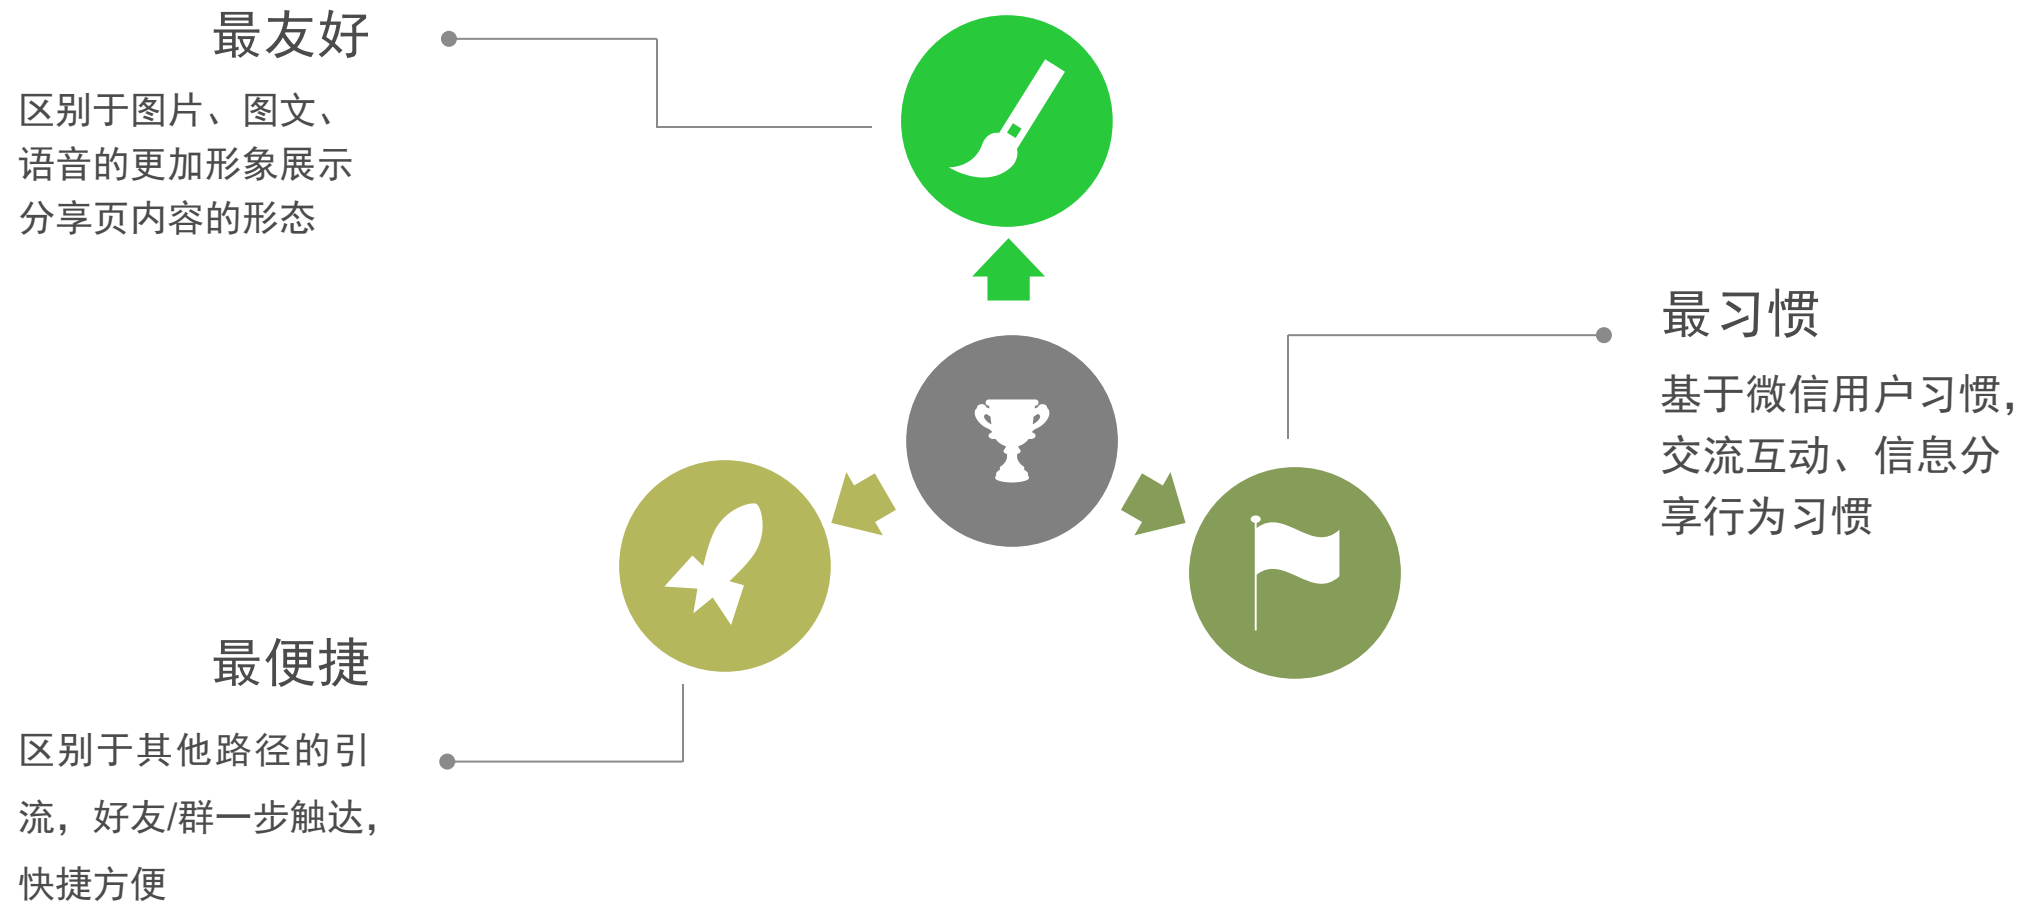 最友好
区别于图片、图文、
语音的更加形象展示
分享页内容的形态
最习惯
基于微信用户习惯，
交流互动、信息分
享行为习惯
最便捷
区别于其他路径的引
流，好友/群一步触达，
快捷方便